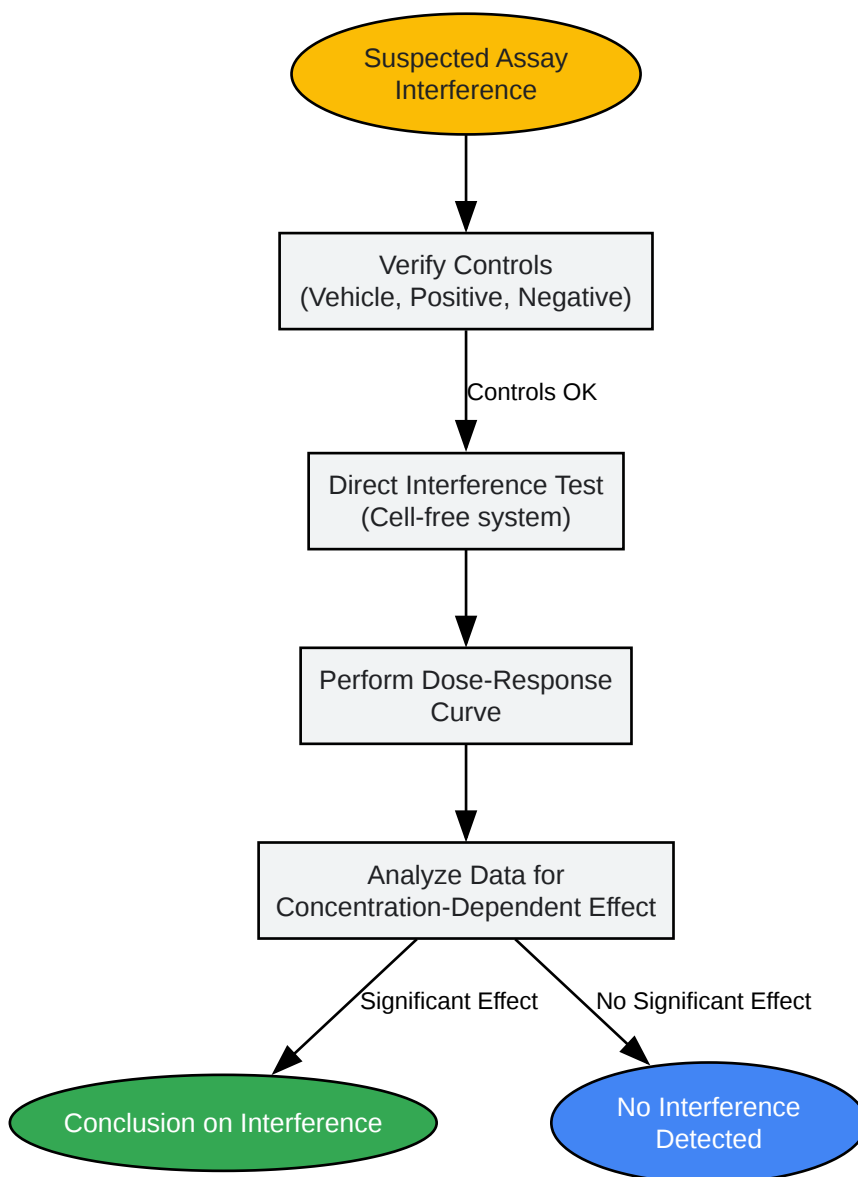 Suspected Assay
Interference
Verify Controls
(Vehicle, Positive, Negative)
Controls OK
Direct Interference Test
(Cell-free system)
Perform Dose-Response
Curve
Analyze Data for
Concentration-Dependent Effect
Significant Effect
No Significant Effect
Conclusion on Interference
No Interference
Detected